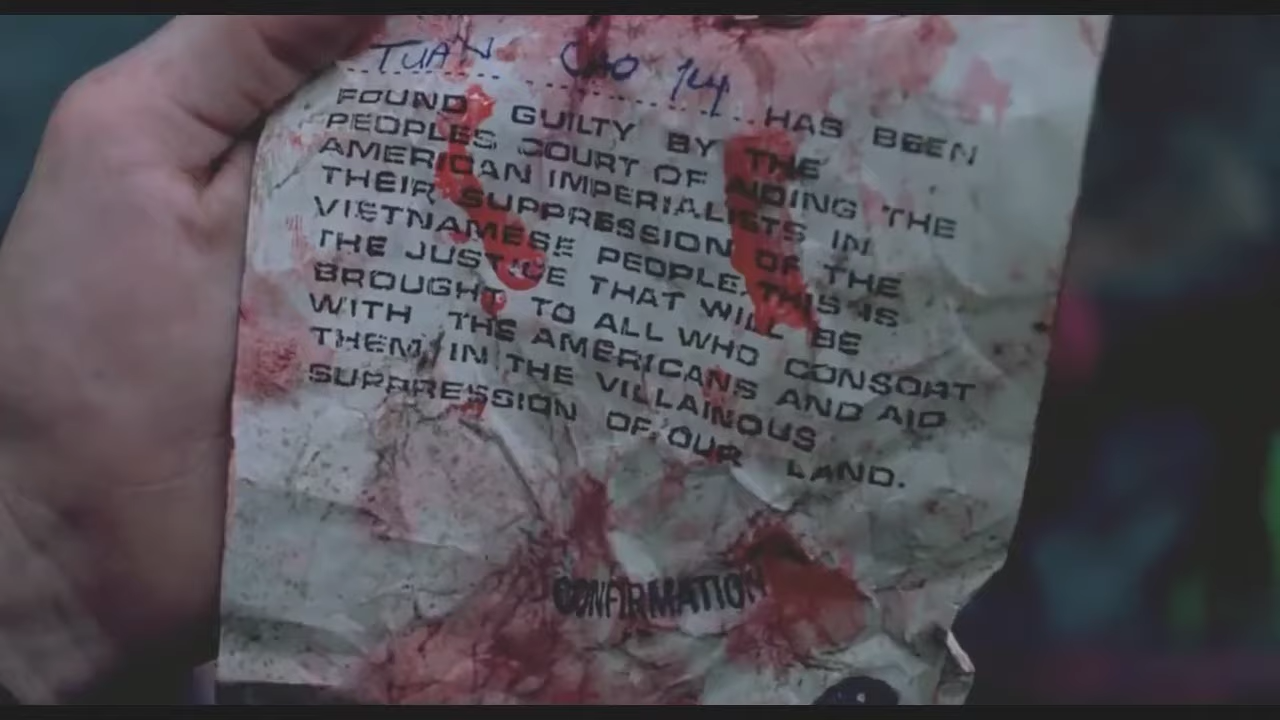 TUAN CAO HAS BEEN
FOUND GUILTY BY THE
PEOPLES COURT OF AIDING THE
AMERICAN IMPERIALISTS IN
THEIR SUPPRESSION OF THE
VIETNAMESE PEOPLE. THIS IS
THE JUSTICE THAT WILL BE
BROUGHT TO ALL WHO CONSORT
WITH THE AMERICANS AND AID
THEM IN THE VILLAINOUS
SUPPRESSION OF OUR LAND.
CONFIRMATION